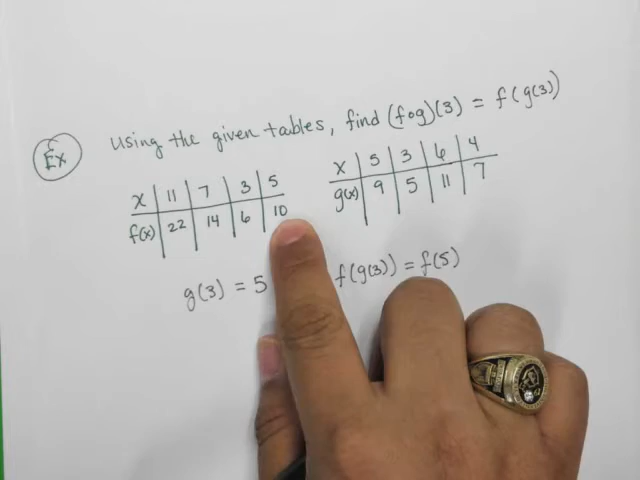 Ex Using the given tables, find (f∘g)(3) = f(g(3))
x 11 7 3 5 x 5 3 6 4
f(x) 22 14 6 10 g(x) 9 5 11 7
g(3) = 5 f(g(3)) = f(5)